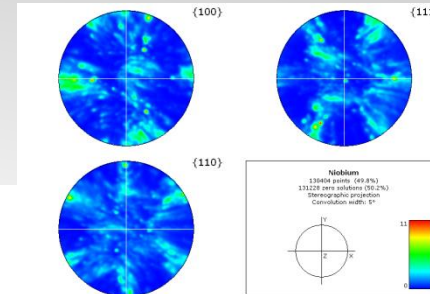 {100}
{11
{110}
Niobium
130404 points (49.8%)
131228 zero solutions (50.2%)
Stereographic projection
Convolution width: 5°
Y
Z
X
11
0